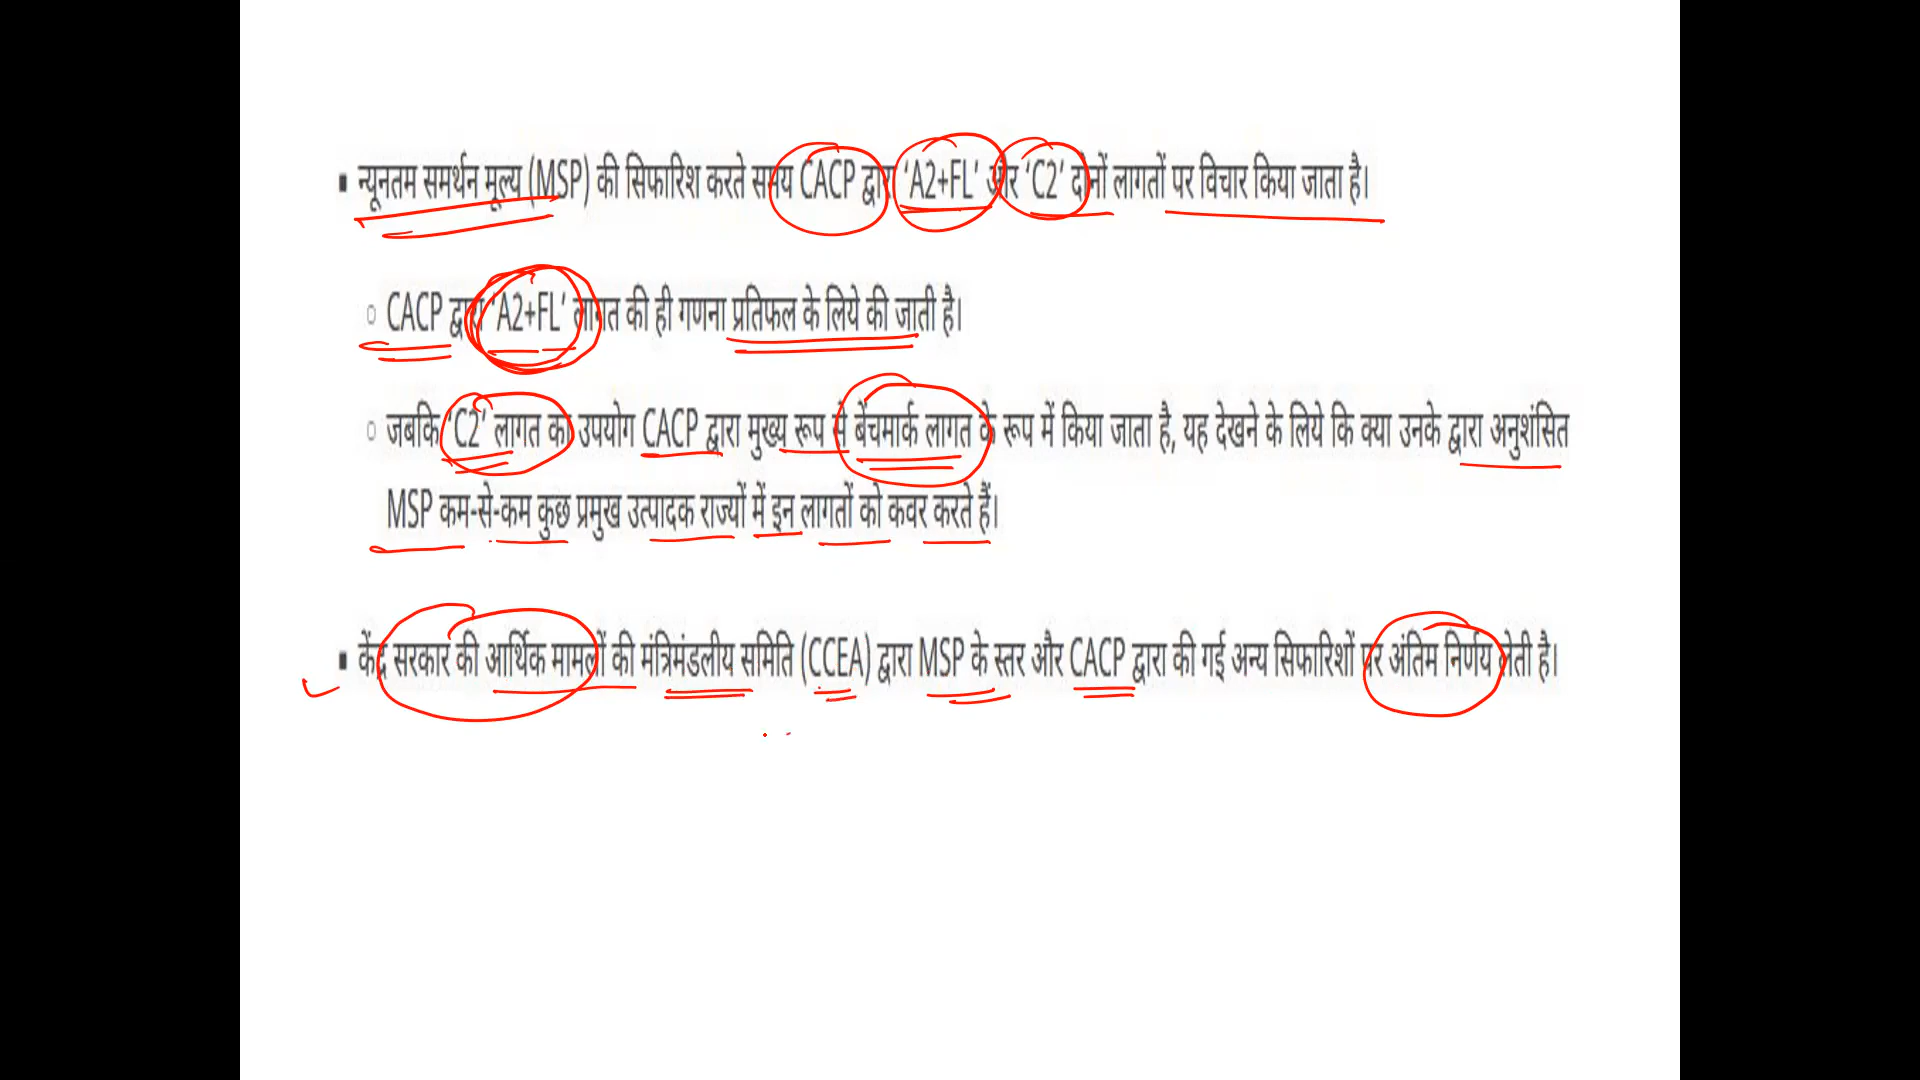 ▪ न्यूनतम समर्थन मूल्य (MSP) की सिफारिश करते समय CACP द्वारा ‘A2+FL’ और ‘C2’ दोनों लागतों पर विचार किया जाता है।
○ CACP द्वारा ‘A2+FL’ लागत की ही गणना प्रतिफल के लिये की जाती है।
○ जबकि ‘C2’ लागत का उपयोग CACP द्वारा मुख्य रूप से बेंचमार्क लागत के रूप में किया जाता है, यह देखने के लिये कि क्या उनके द्वारा अनुशंसित
MSP कम-से-कम कुछ प्रमुख उत्पादक राज्यों में इन लागतों को कवर करते हैं।
▪ केंद्र सरकार की आर्थिक मामलों की मंत्रिमंडलीय समिति (CCEA) द्वारा MSP के स्तर और CACP द्वारा की गई अन्य सिफारिशों पर अंतिम निर्णय लेती है।